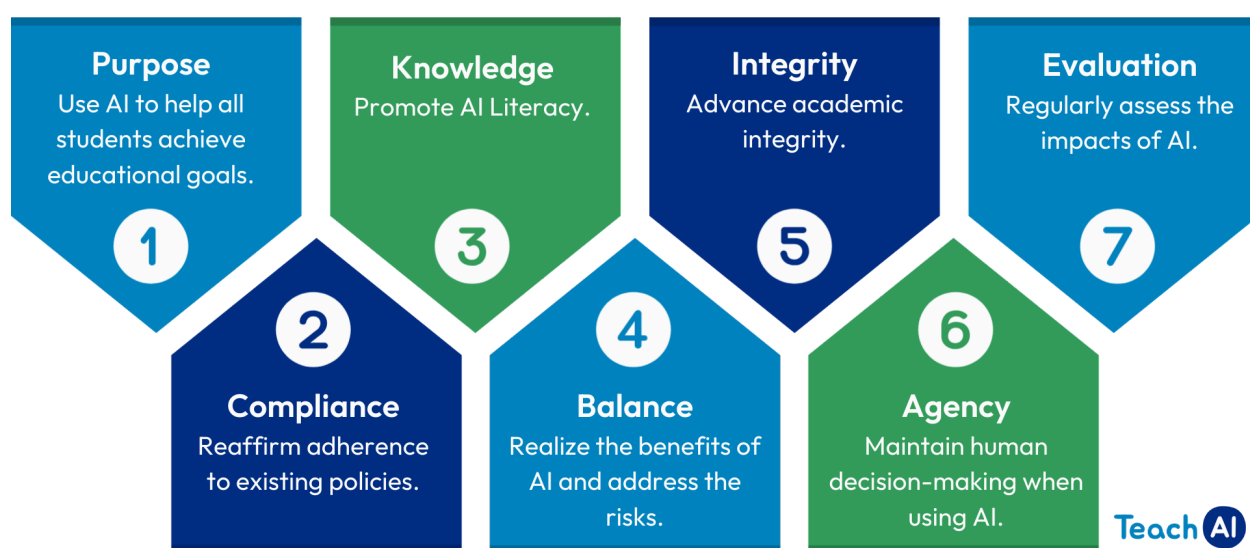 Purpose
Use AI to help all
students achieve
educational goals.
1
2
Compliance
Reaffirm adherence
to existing policies.
Knowledge
Promote AI Literacy.
3
4
Balance
Realize the benefits of
AI and address the
risks.
Integrity
Advance academic
integrity.
5
6
Agency
Maintain human
decision-making when
using AI.
Evaluation
Regularly assess the
impacts of AI.
7
Teach AI